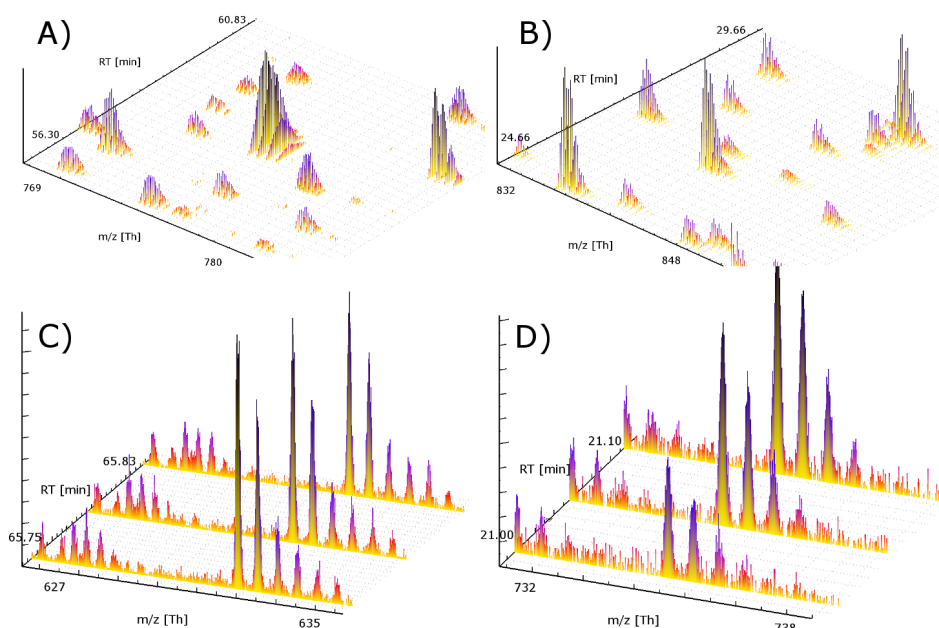 A)
60.83
RT [min]
56.30
769
m/z [Th]
780
B)
29.66
RT [min]
24.66
832
m/z [Th]
848
C)
65.83
RT [min]
65.75
627
m/z [Th]
635
D)
21.10
RT [min]
21.00
732
m/z [Th]
738